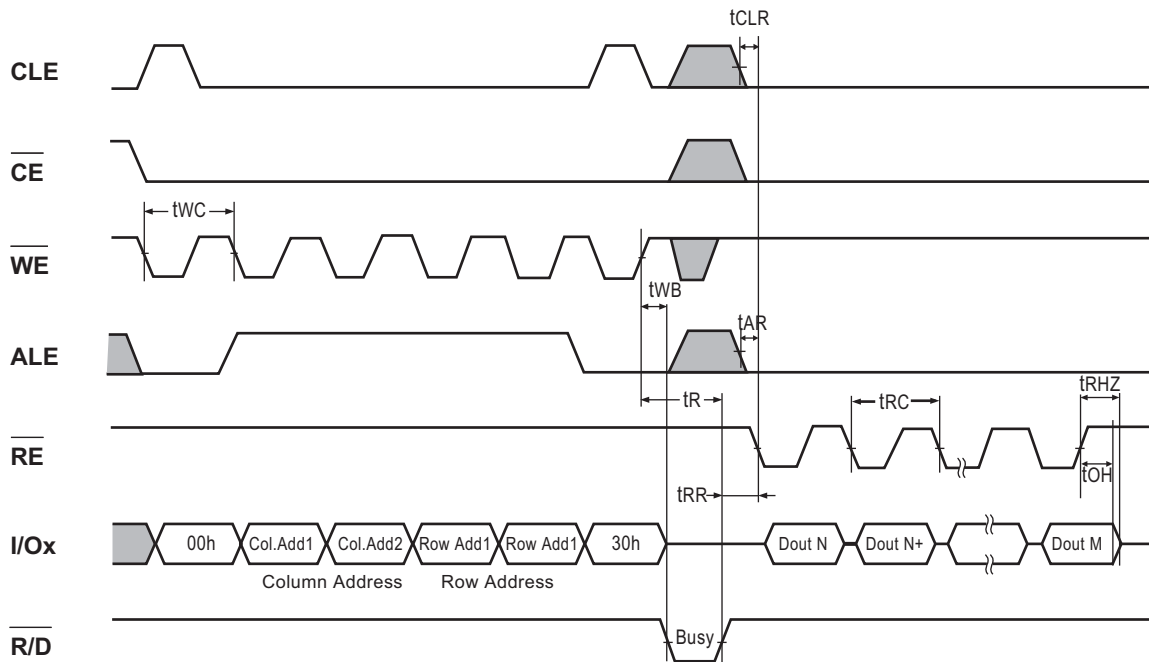 tCLR
CLE
CE
tWC
WE
tWB
tAR
ALE
tR
tRC
tRHZ
RE
tRR
tOH
I/Ox
00h
Col.Add1
Col.Add2
Row Add1
Row Add1
30h
Dout N
Dout N+
Dout M
Column Address
Row Address
R/D
Busy